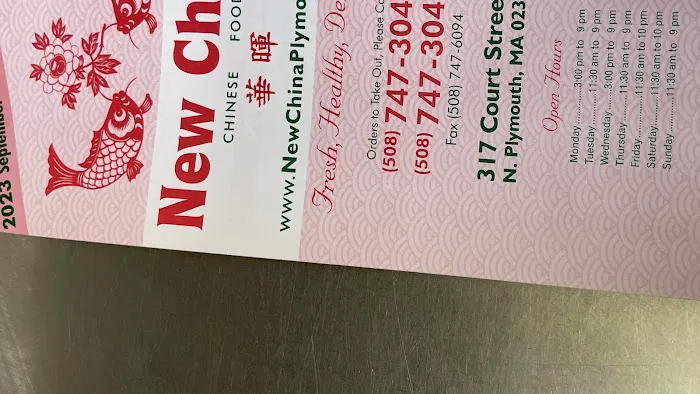 2023 September
New Ch
CHINESE FOOD
華 暉
www.NewChinaPlymo
Fresh, Healthy, De
Orders to Take Out, Please Ca
(508) 747-304
(508) 747-304
Fax (508) 747-6094
317 Court Stree
N. Plymouth, MA 023
Open Hours
Monday ............3:00 pm to 9 pm
Tuesday ..........11:30 am to 9 pm
Wednesday ....3:00 pm to 9 pm
Thursday ........11:30 am to 9 pm
Friday .............11:30 am to 10 pm
Saturday .........11:30 am to 10 pm
Sunday ...........11:30 am to 9 pm